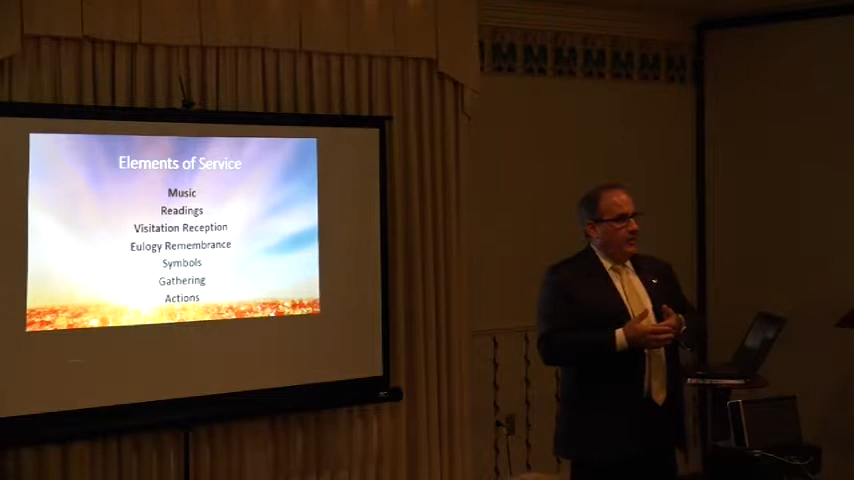 Elements of Service
Music
Readings
Visitation Reception
Eulogy Remembrance
Symbols
Gathering
Actions